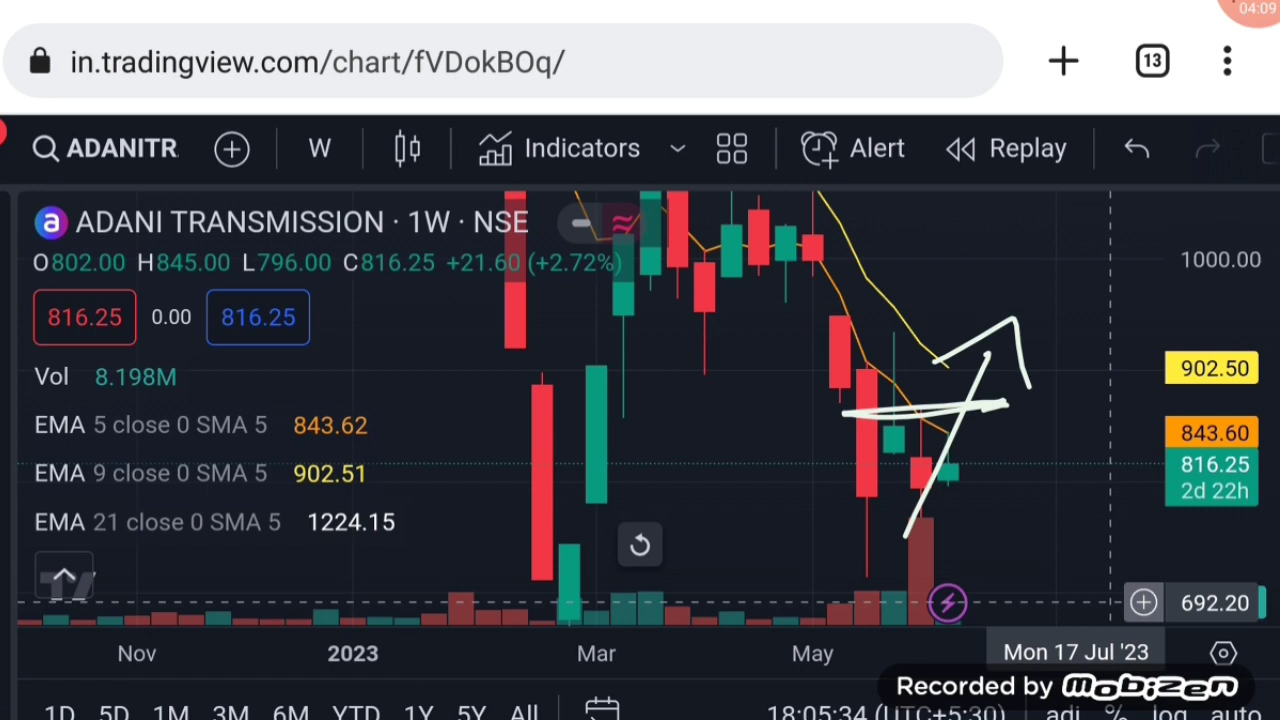 04:09
in.tradingview.com/chart/fVDokBOq/
13
ADANITR
W
Indicators
Alert
Replay
ADANI TRANSMISSION · 1W · NSE
O802.00 H845.00 L796.00 C816.25 +21.60 (+2.72%)
816.25 0.00 816.25
Vol 8.198M
EMA 5 close 0 SMA 5 843.62
EMA 9 close 0 SMA 5 902.51
EMA 21 close 0 SMA 5 1224.15
1000.00
902.50
843.60
816.25
2d 22h
692.20
Nov 2023 Mar May Mon 17 Jul '23
Recorded by mobizen
1D 5D 1M 3M 6M YTD 1Y 5Y All 18:05:34 (UTC+5:30) adj % log auto